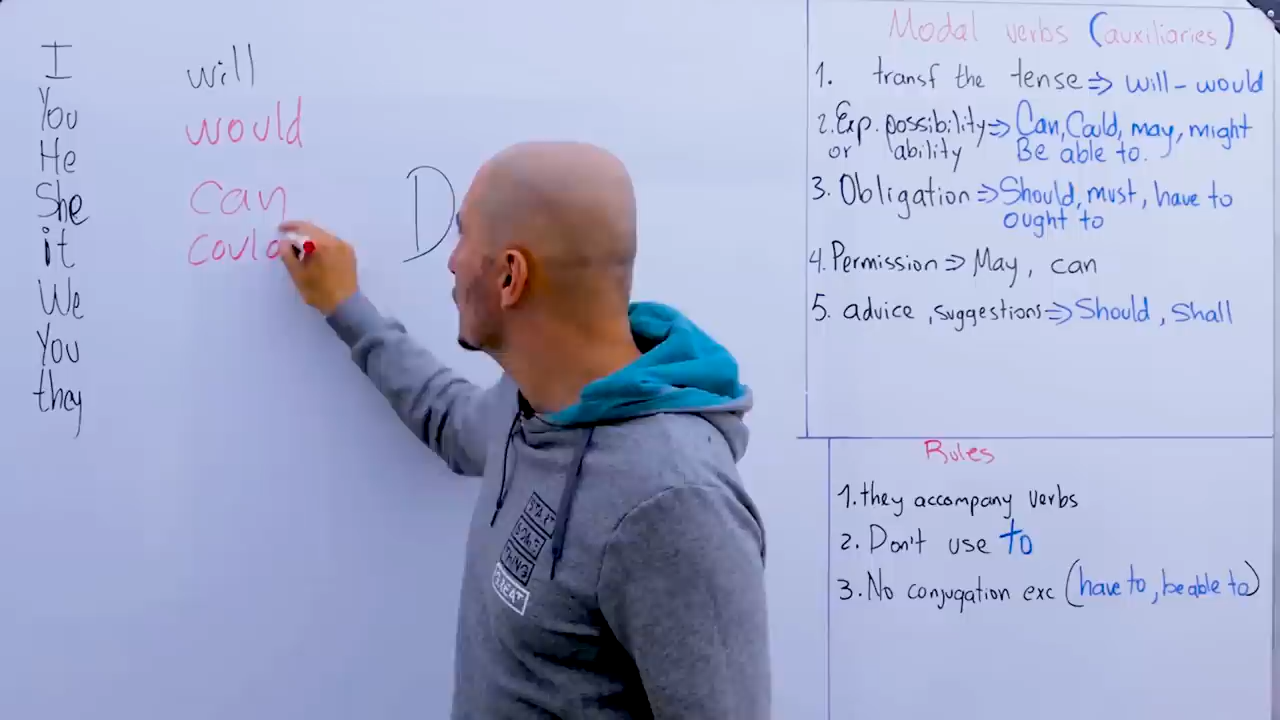 I
You
He
She
it
We
You
they
will
would
can
D
Modal verbs (auxiliaries)
1. transf the tense => will - would
2. Exp. possibility => Can, Could, may, might
or ability Be able to.
3. Obligation => Should, must, have to
ought to
4. Permission => May, can
5. advice, suggestions => Should, shall
Rules
1. they accompany verbs
2. Don't use to
3. No conjugation exc (have to, be able to)
START